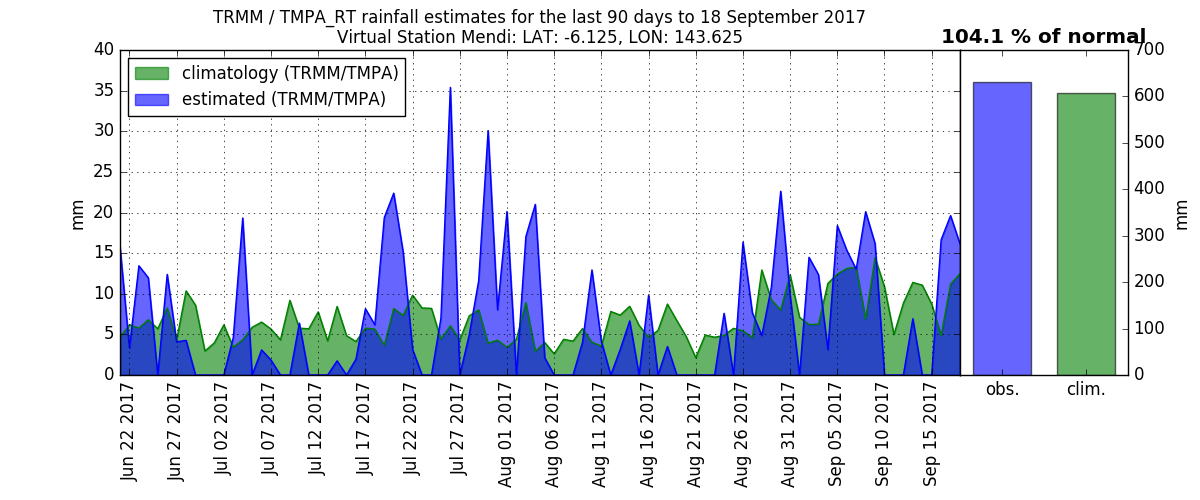 TRMM / TMPA_RT rainfall estimates for the last 90 days to 18 September 2017
Virtual Station Mendi: LAT: -6.125, LON: 143.625
104.1 % of normal
climatology (TRMM/TMPA)
estimated (TRMM/TMPA)
40
35
30
25
20
15
10
5
0
mm
700
600
500
400
300
200
100
0
mm
Jun 22 2017
Jun 27 2017
Jul 02 2017
Jul 07 2017
Jul 12 2017
Jul 17 2017
Jul 22 2017
Jul 27 2017
Aug 01 2017
Aug 06 2017
Aug 11 2017
Aug 16 2017
Aug 21 2017
Aug 26 2017
Aug 31 2017
Sep 05 2017
Sep 10 2017
Sep 15 2017
obs.
clim.